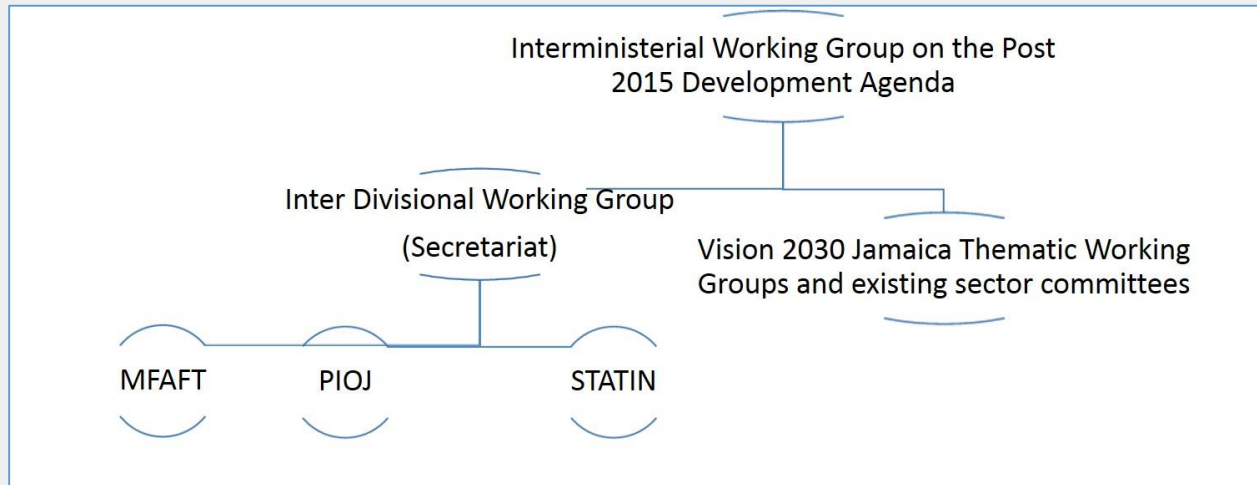 Interministerial Working Group on the Post
2015 Development Agenda
Inter Divisional Working Group
(Secretariat)
Vision 2030 Jamaica Thematic Working
Groups and existing sector committees
MFAFT
PIOJ
STATIN